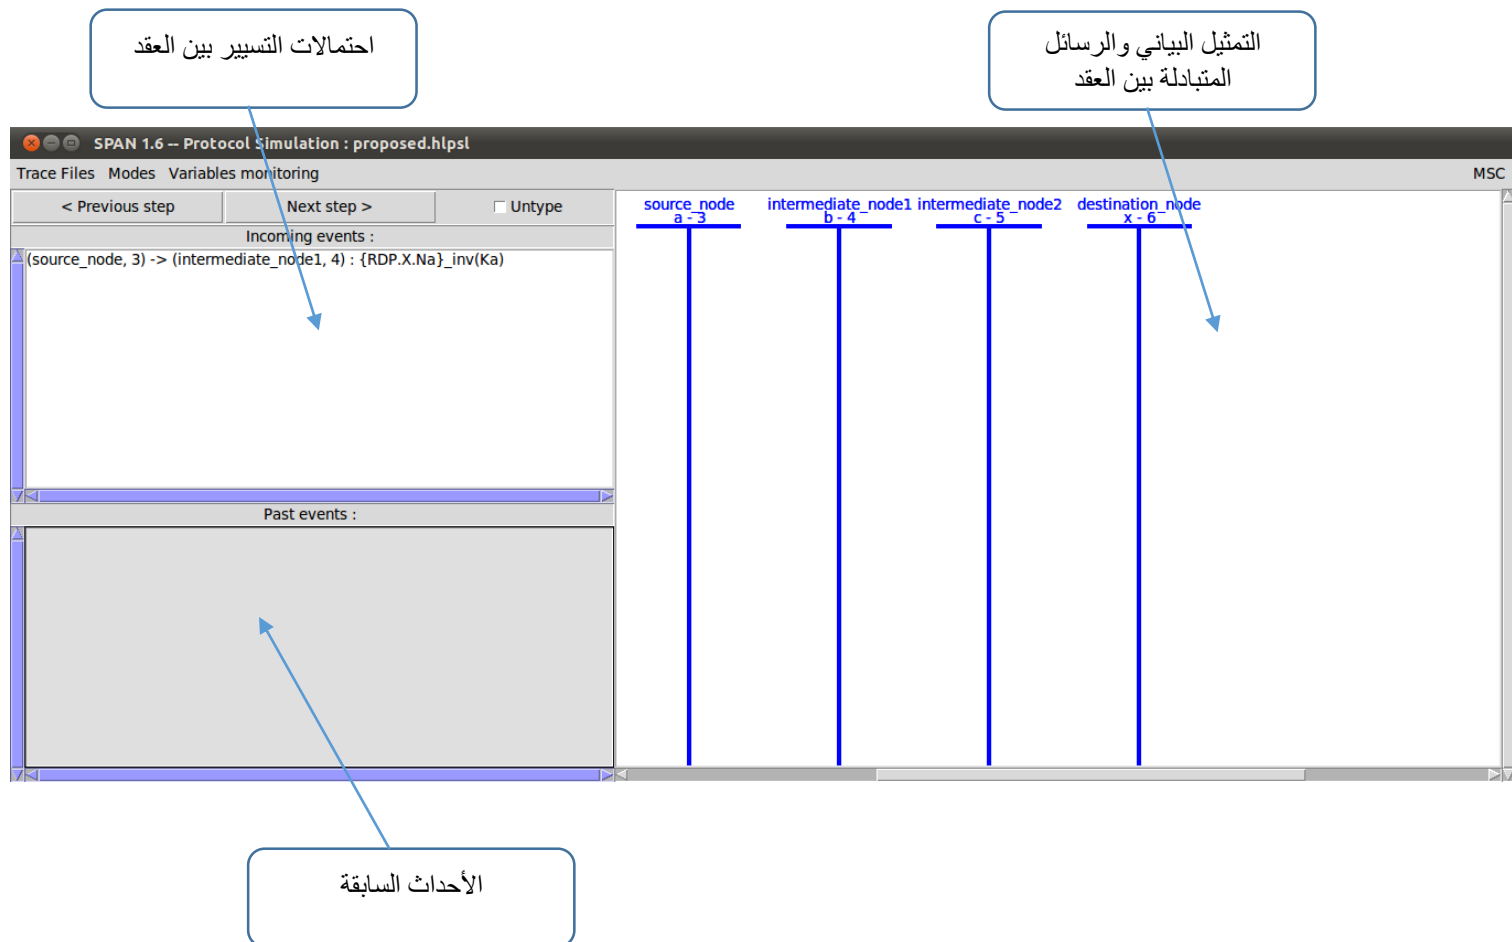 احتمالات التسيير بين العقد
التمثيل البياني والرسائل
المتبادلة بين العقد
SPAN 1.6 -- Protocol Simulation : proposed.hlpsl
Trace Files Modes Variables monitoring MSC
< Previous step Next step > Untype
Incoming events :
(source_node, 3) -> (intermediate_node1, 4) : {RDP.X.Na}_inv(Ka)
Past events :
source_node intermediate_node1 intermediate_node2 destination_node
a - 3 b - 4 c - 5 x - 6
الأحداث السابقة